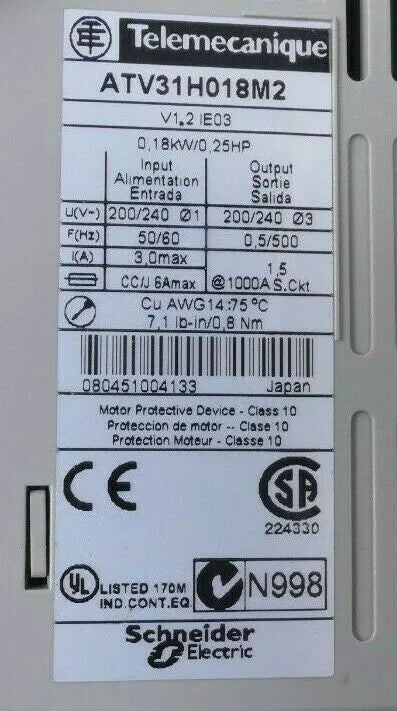 Telemecanique
ATV31H018M2
V1.2 IE03
0,18KW/0,25HP
Input Output
Alimentation Sortie
Entrada Salida
U(V~) 200/240 Ø1 200/240 Ø3
F(Hz) 50/60 0,5/500
I(A) 3,0max 1,5
CC/J 6Amax @1000A S.Ckt
Cu AWG14:75°C
7,1 lb-in/0,8 Nm
080451004133 Japan
Motor Protective Device - Class 10
Proteccion de motor -- Clase 10
Protection Moteur - Classe 10
CE SA
224330
UL LISTED 170M N998
IND.CONT.EQ
Schneider
Electric